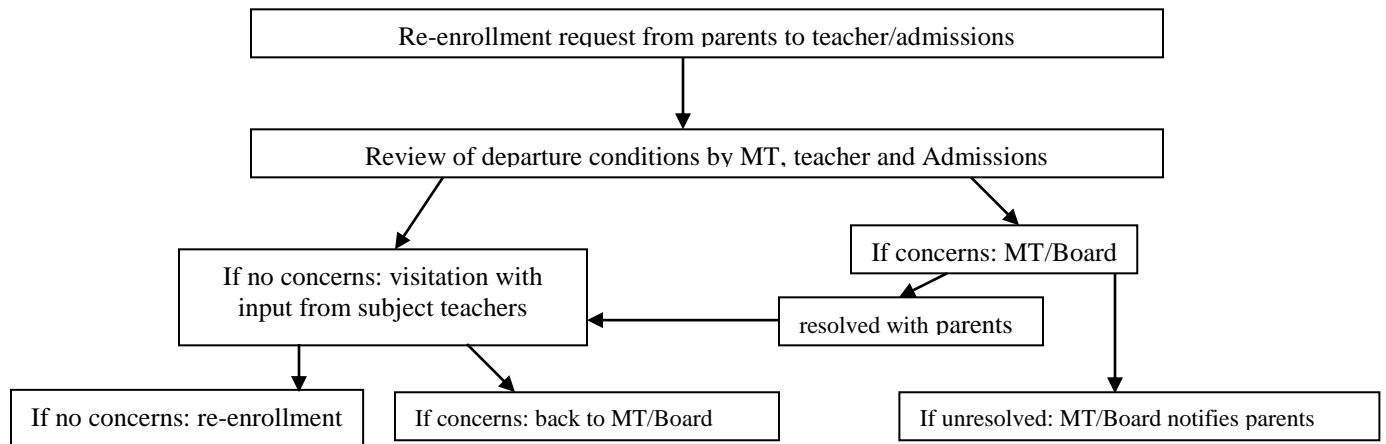 Re-enrollment request from parents to teacher/admissions
Review of departure conditions by MT, teacher and Admissions
If concerns: MT/Board
If no concerns: visitation with
input from subject teachers
resolved with parents
If no concerns: re-enrollment
If concerns: back to MT/Board
If unresolved: MT/Board notifies parents